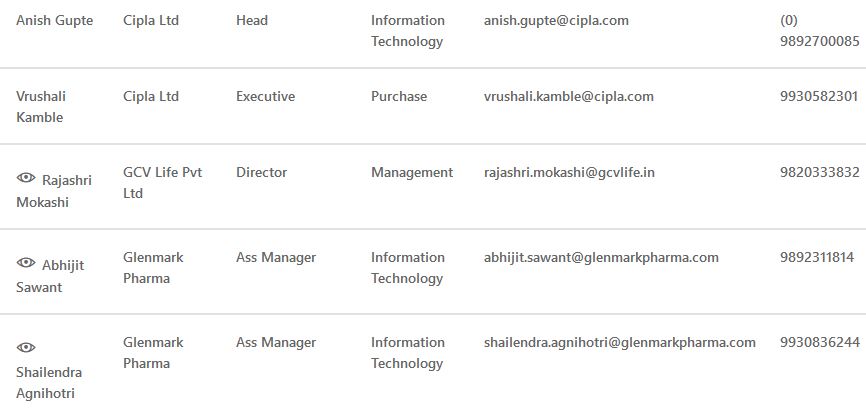 Anish Gupte Cipla Ltd Head Information anish.gupte@cipla.com (0)
Technology 9892700085
Vrushali Cipla Ltd Executive Purchase vrushali.kamble@cipla.com 9930582301
Kamble
Rajashri GCV Life Pvt Director Management rajashri.mokashi@gcvlife.in 9820333832
Mokashi Ltd
Abhijit Glenmark Ass Manager Information abhijit.sawant@glenmarkpharma.com 9892311814
Sawant Pharma Technology
Glenmark Ass Manager Information shailendra.agnihotri@glenmarkpharma.com 9930836244
Shailendra Pharma Technology
Agnihotri